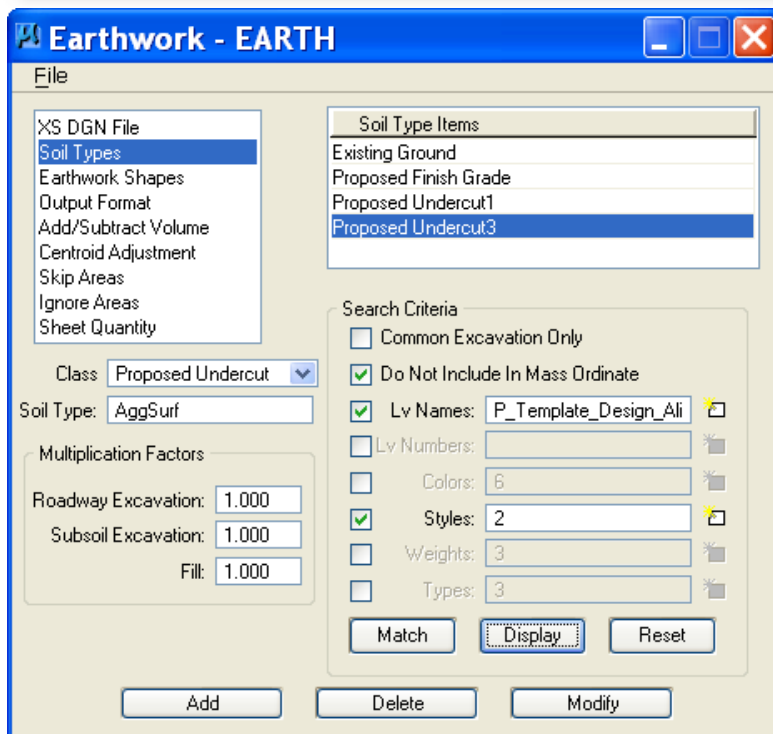 Earthwork - EARTH
File
XS DGN File
Soil Types
Earthwork Shapes
Output Format
Add/Subtract Volume
Centroid Adjustment
Skip Areas
Ignore Areas
Sheet Quantity
Soil Type Items
Existing Ground
Proposed Finish Grade
Proposed Undercut1
Proposed Undercut3
Class Proposed Undercut
Soil Type: AggSurf
Multiplication Factors
Roadway Excavation: 1.000
Subsoil Excavation: 1.000
Fill: 1.000
Search Criteria
Common Excavation Only
Do Not Include In Mass Ordinate
Lv Names: P_Template_Design_Ali
Lv Numbers:
Colors: 6
Styles: 2
Weights: 3
Types: 3
Match Display Reset
Add Delete Modify